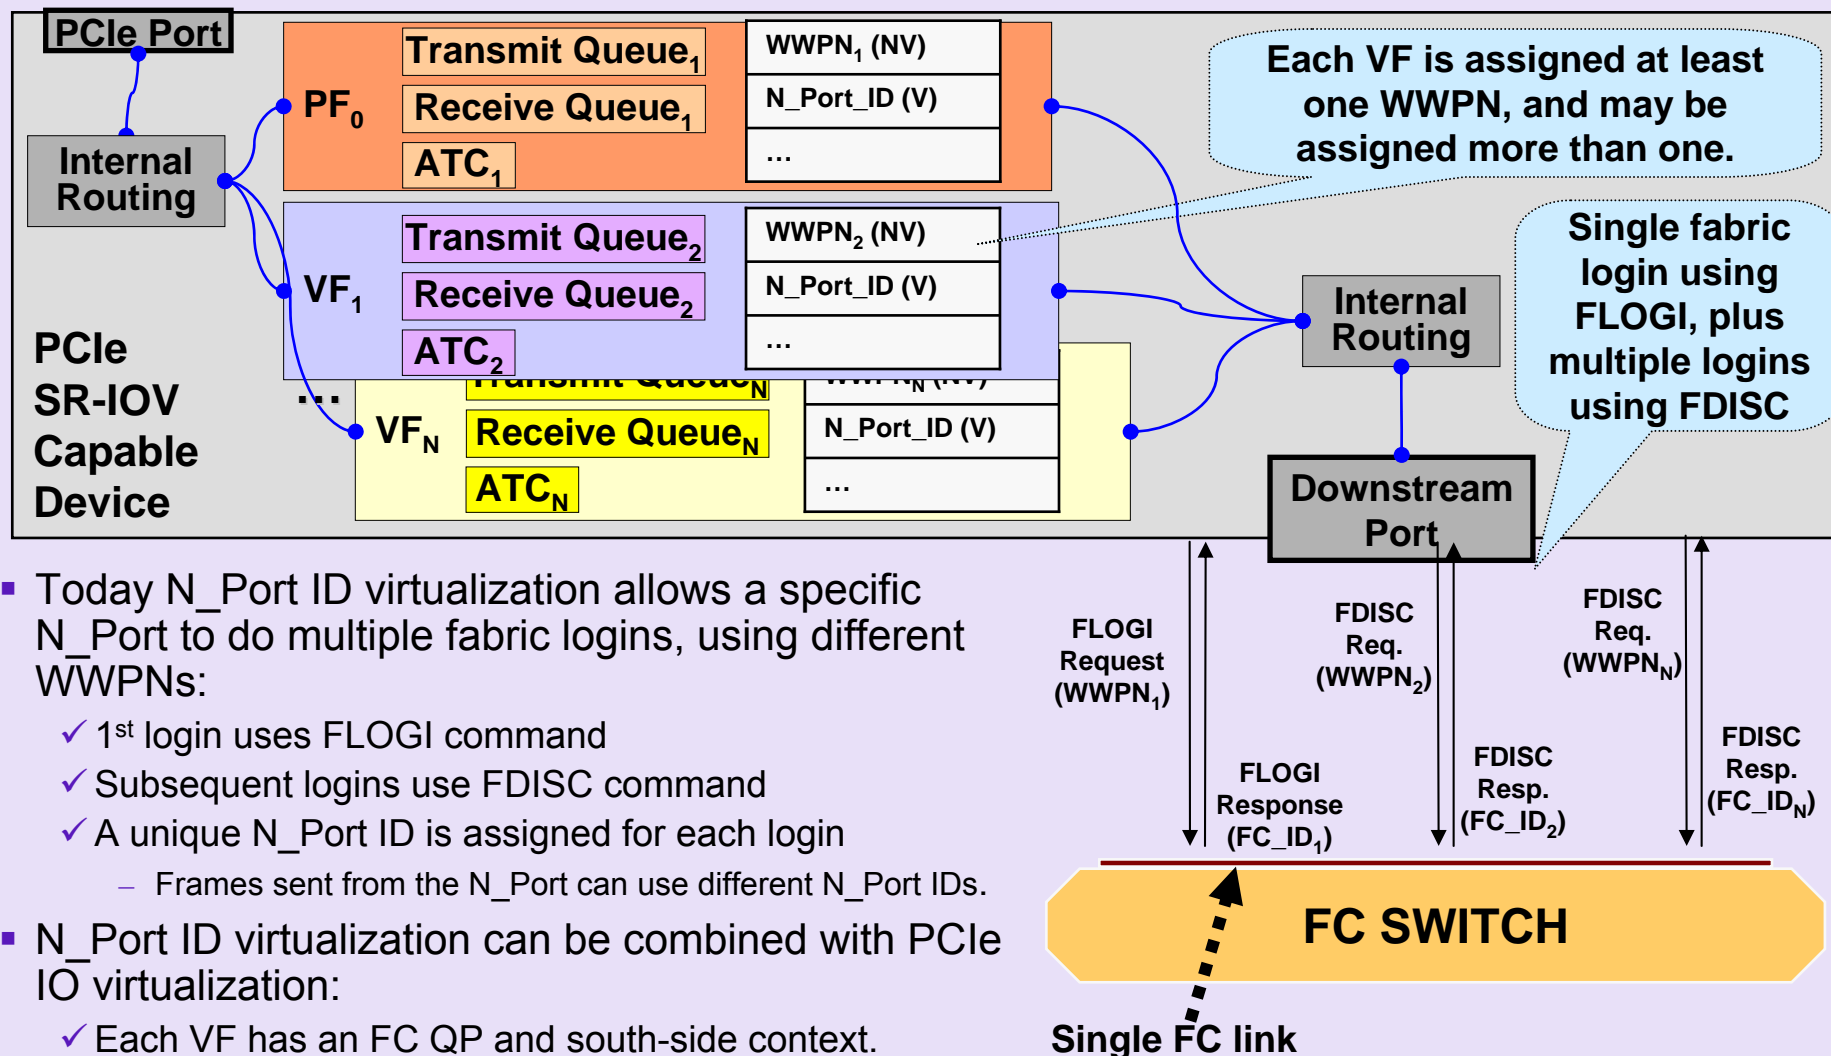 PCIe Port
Internal
Routing
PCIe
SR-IOV
Capable
Device
PF0
Transmit Queue1
Receive Queue1
ATC1
WWPN1 (NV)
N_Port_ID (V)
...
VF1
Transmit Queue2
Receive Queue2
ATC2
WWPN2 (NV)
N_Port_ID (V)
...
...
VFN
Transmit QueueN
Receive QueueN
ATCN
WWPNN (NV)
N_Port_ID (V)
...
Each VF is assigned at least
one WWPN, and may be
assigned more than one.
Single fabric
login using
FLOGI, plus
multiple logins
using FDISC
Internal
Routing
Downstream
Port
▪ Today N_Port ID virtualization allows a specific
N_Port to do multiple fabric logins, using different
WWPNs:
✓ 1st login uses FLOGI command
✓ Subsequent logins use FDISC command
✓ A unique N_Port ID is assigned for each login
– Frames sent from the N_Port can use different N_Port IDs.
▪ N_Port ID virtualization can be combined with PCIe
IO virtualization:
✓ Each VF has an FC QP and south-side context.
FLOGI
Request
(WWPN1)
FLOGI
Response
(FC_ID1)
FDISC
Req.
(WWPN2)
FDISC
Resp.
(FC_ID2)
FDISC
Req.
(WWPNN)
FDISC
Resp.
(FC_IDN)
FC SWITCH
Single FC link